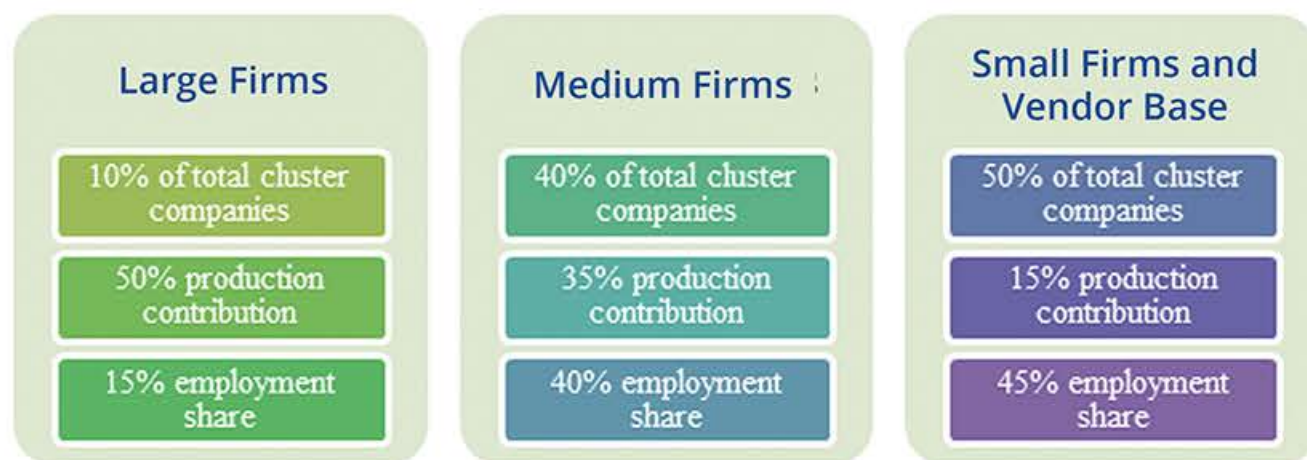 Large Firms
10% of total cluster
companies
50% production
contribution
15% employment
share
Medium Firms
40% of total cluster
companies
35% production
contribution
40% employment
share
Small Firms and
Vendor Base
50% of total cluster
companies
15% production
contribution
45% employment
share